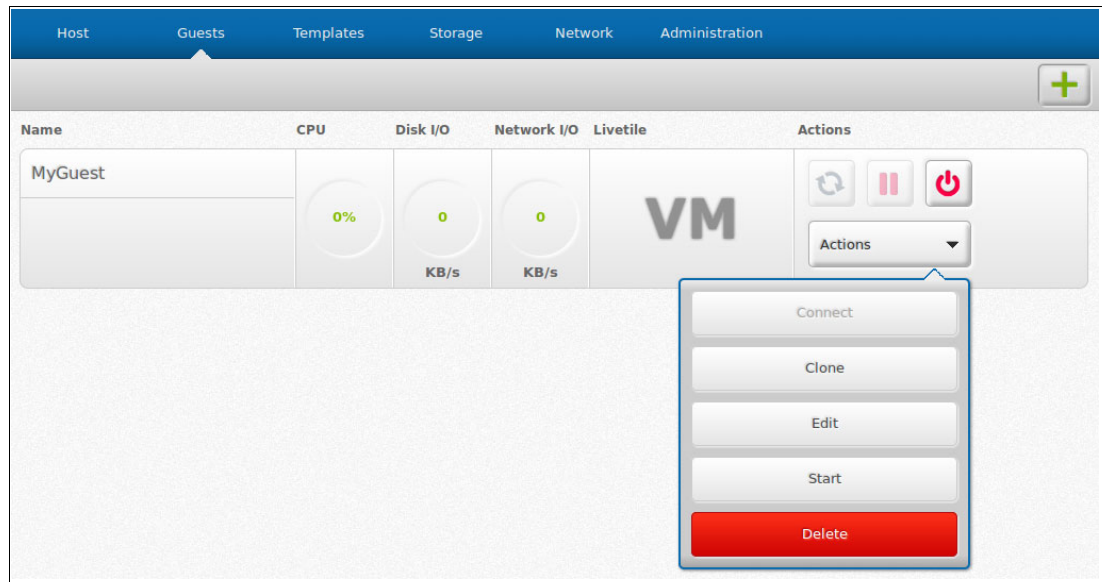 Host Guests Templates Storage Network Administration
Name CPU Disk I/O Network I/O Livetile Actions
MyGuest
0% 0 0 VM
Actions
KB/s KB/s
Connect
Clone
Edit
Start
Delete